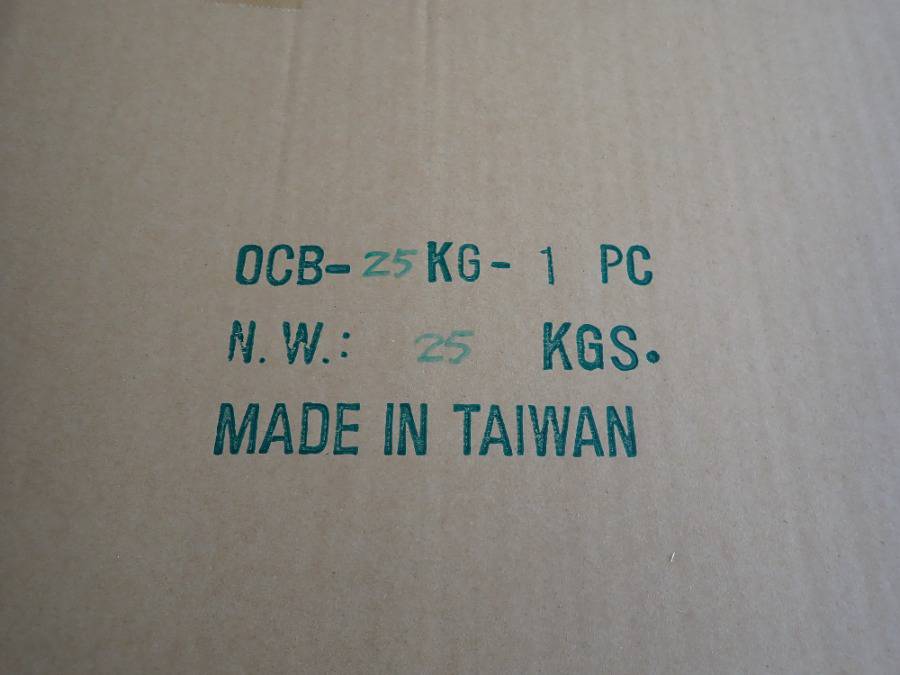 OCB-25KG-1 PC
N.W.: 25 KGS.
MADE IN TAIWAN